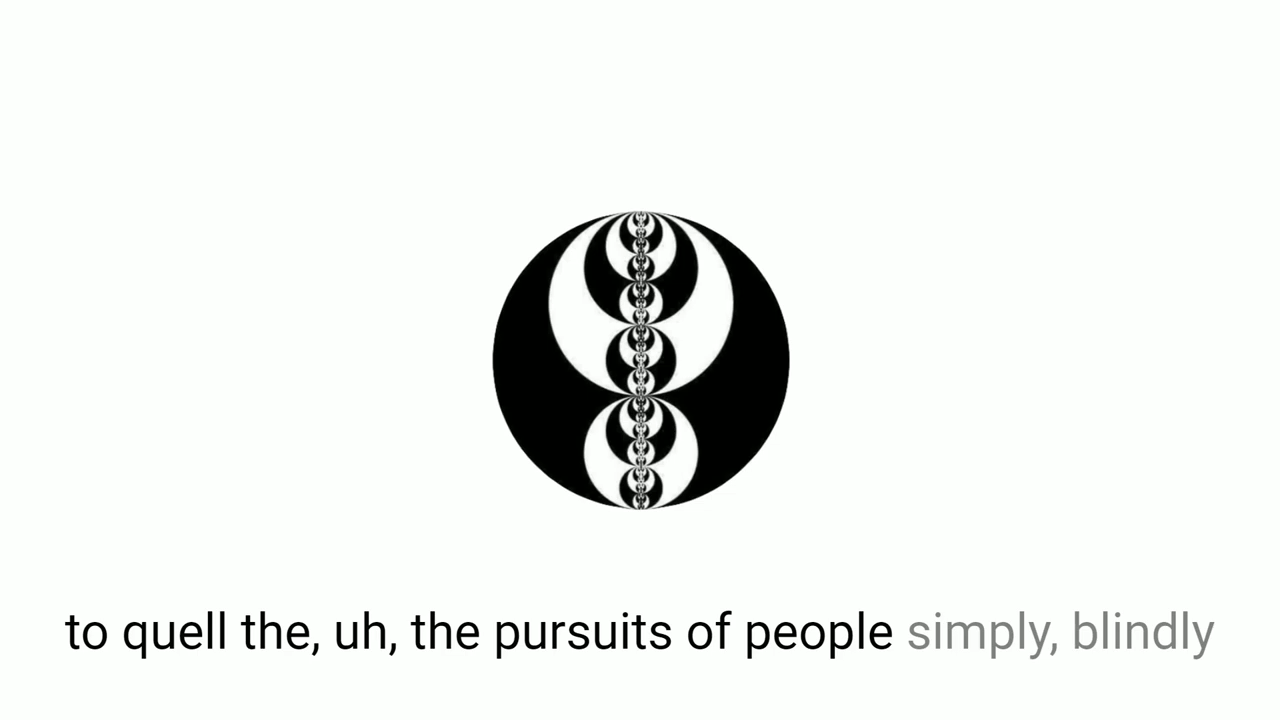 to quell the, uh, the pursuits of people simply, blindly